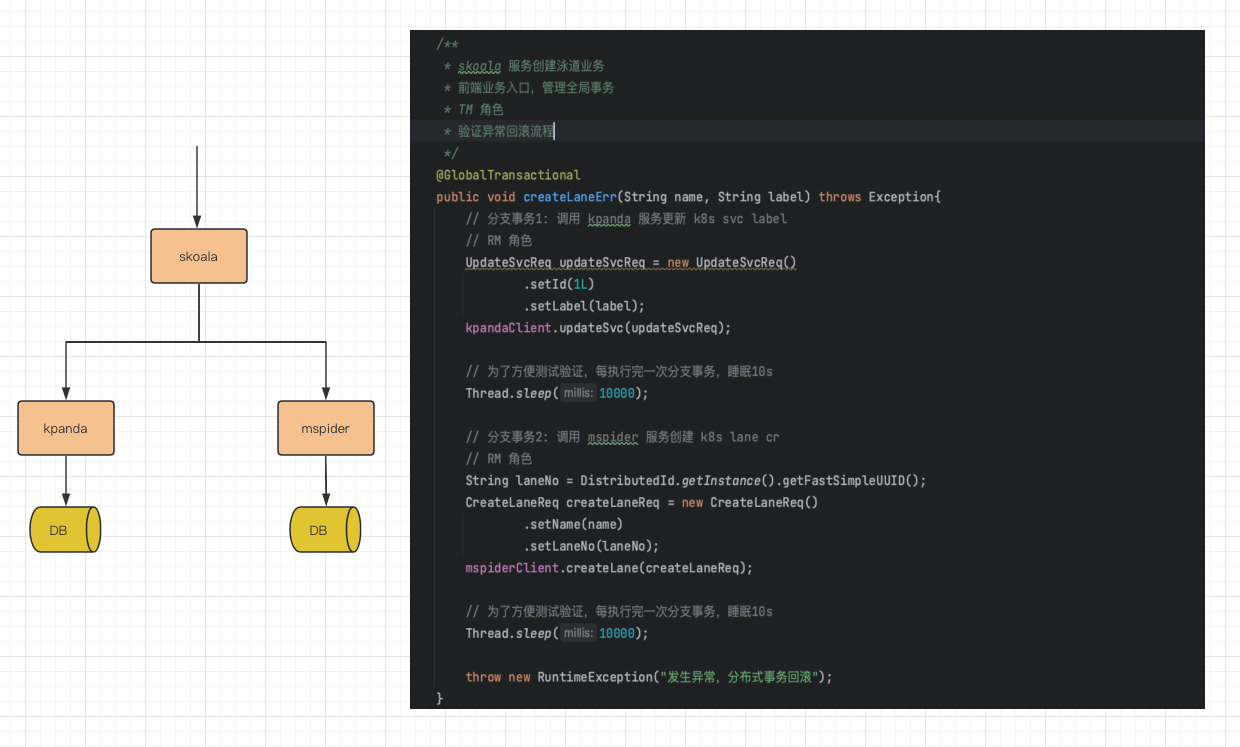 skoala
kpanda
mspider
DB
DB
/**
 * skoala 服务创建泳道业务
 * 前端业务入口，管理全局事务
 * TM 角色
 * 验证异常回滚流程
 */
@GlobalTransactional
public void createLaneErr(String name, String label) throws Exception{
// 分支事务1: 调用 kpanda 服务更新 k8s svc label
// RM 角色
UpdateSvcReq updateSvcReq = new UpdateSvcReq()
.setId(1L)
.setLabel(label);
kpandaClient.updateSvc(updateSvcReq);
// 为了方便测试验证，每执行完一次分支事务，睡眠10s
Thread.sleep( millis: 10000);
// 分支事务2: 调用 mspider 服务创建 k8s lane cr
// RM 角色
String laneNo = DistributedId.getInstance().getFastSimpleUUID();
CreateLaneReq createLaneReq = new CreateLaneReq()
.setName(name)
.setLaneNo(laneNo);
mspiderClient.createLane(createLaneReq);
// 为了方便测试验证，每执行完一次分支事务，睡眠10s
Thread.sleep( millis: 10000);
throw new RuntimeException("发生异常，分布式事务回滚");
}